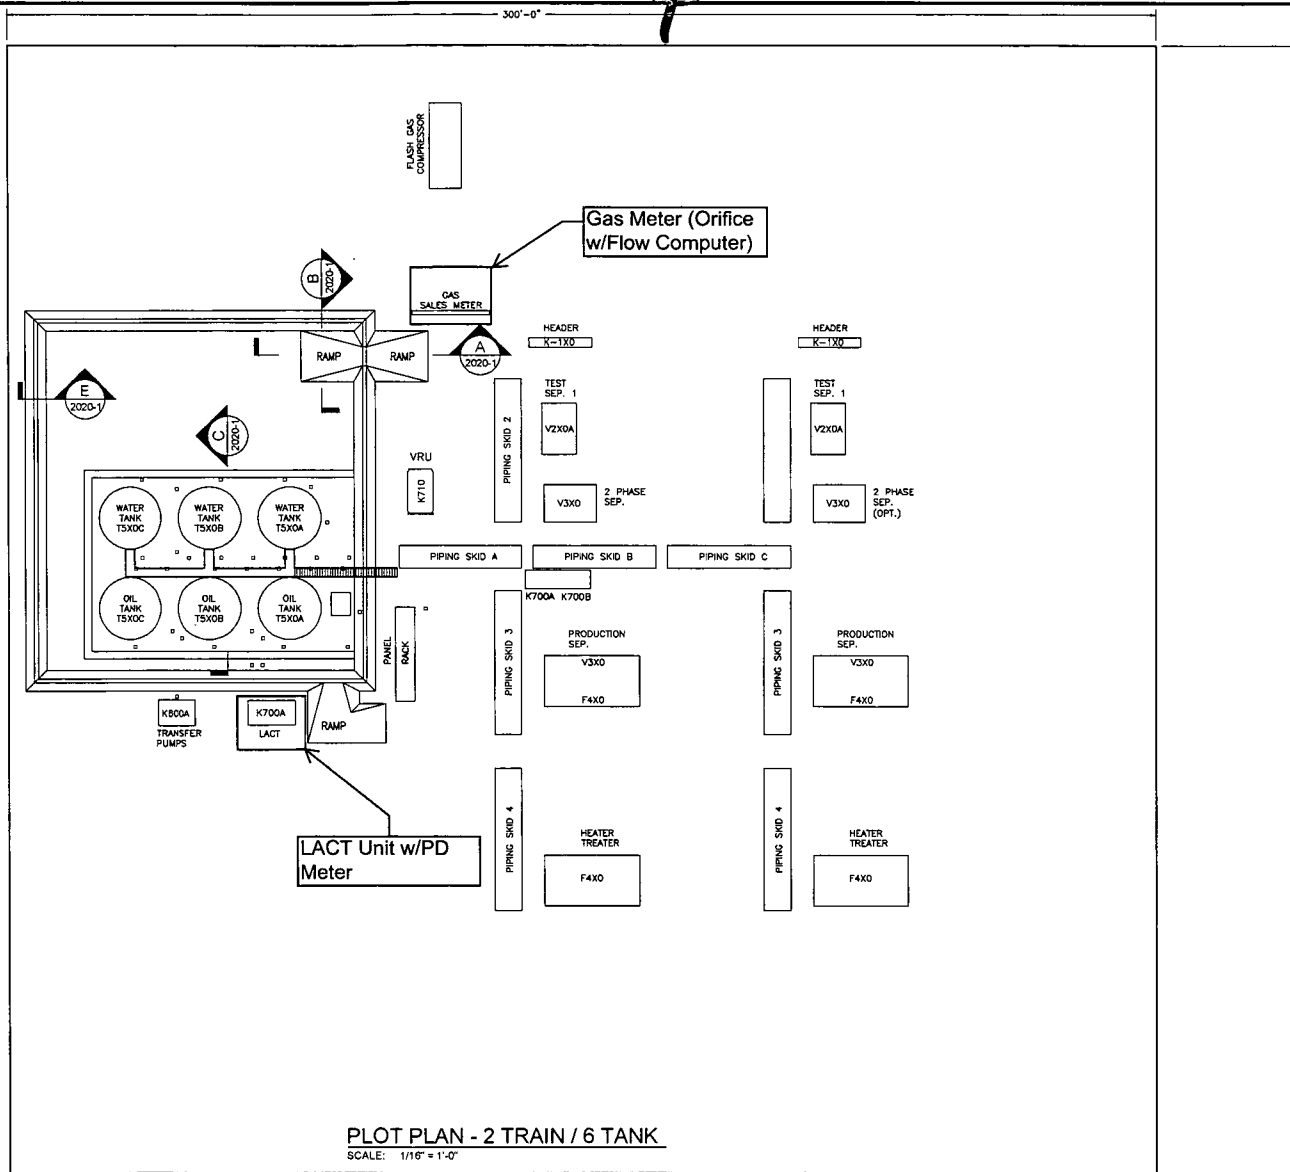 300'-0"
FLASH GAS
COMPRESSOR
Gas Meter (Orifice
w/Flow Computer)
B
2020-1
GAS
SALES METER
HEADER
K-1X0
HEADER
K-1X0
RAMP
RAMP
A
2020-1
E
2020-1
C
2020-1
PIPING SKID 2
TEST
SEP. 1
V2X0A
TEST
SEP. 1
V2X0A
VRU
K710
V3X0
2 PHASE
SEP.
V3X0
2 PHASE
SEP.
(OPT.)
WATER
TANK
T5X0C
WATER
TANK
T5X0B
WATER
TANK
T5X0A
PIPING SKID A
PIPING SKID B
PIPING SKID C
K700A K700B
OIL
TANK
T5X0C
OIL
TANK
T5X0B
OIL
TANK
T5X0A
PANEL
RACK
PIPING SKID 3
PRODUCTION
SEP.
V3X0
F4X0
PIPING SKID 3
PRODUCTION
SEP.
V3X0
F4X0
K800A
TRANSFER
PUMPS
K700A
LACT
RAMP
LACT Unit w/PD
Meter
PIPING SKID 4
HEATER
TREATER
F4X0
PIPING SKID 4
HEATER
TREATER
F4X0
PLOT PLAN - 2 TRAIN / 6 TANK
SCALE: 1/16" = 1'-0"